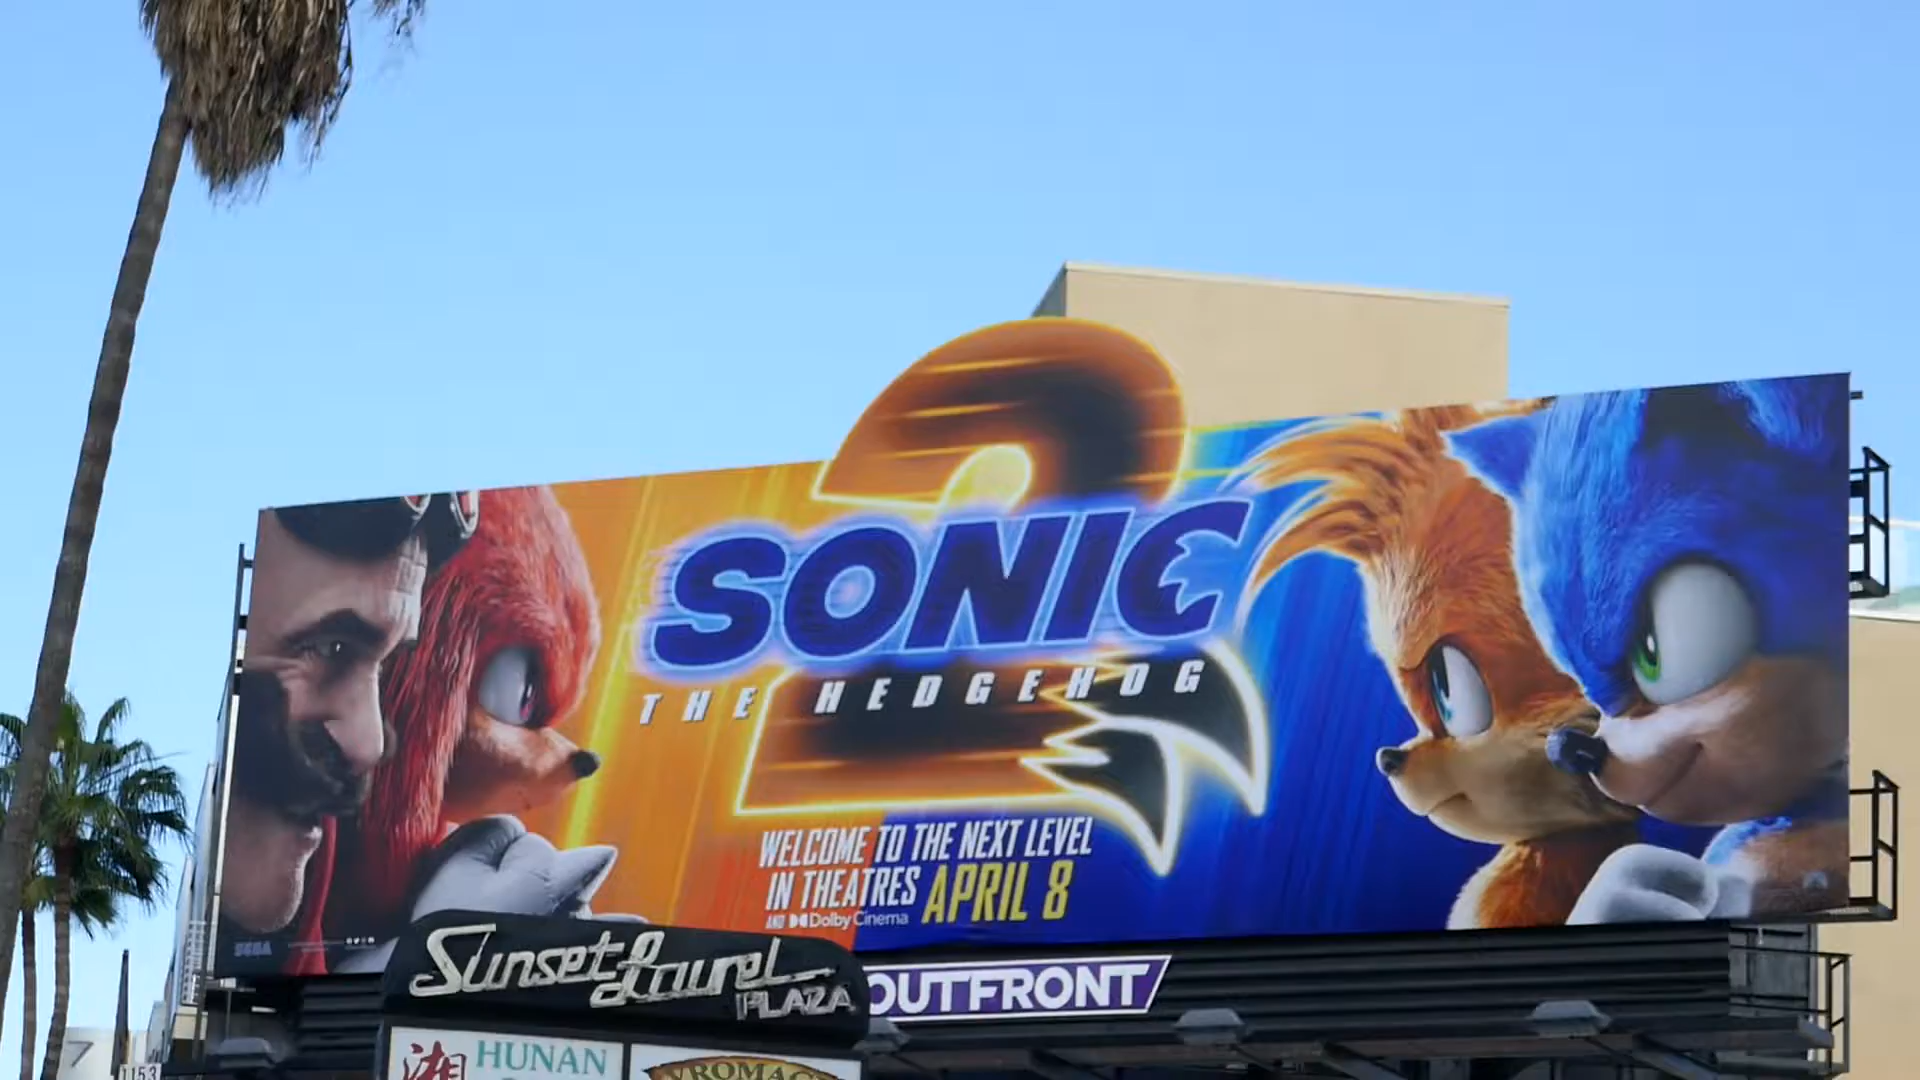 2
SONIC
THE HEDGEHOG
WELCOME TO THE NEXT LEVEL
IN THEATRES APRIL 8
AND Dolby Cinema
SEGA
Sunset Laurel
PLAZA
OUTFRONT
湘 HUNAN
7
1153